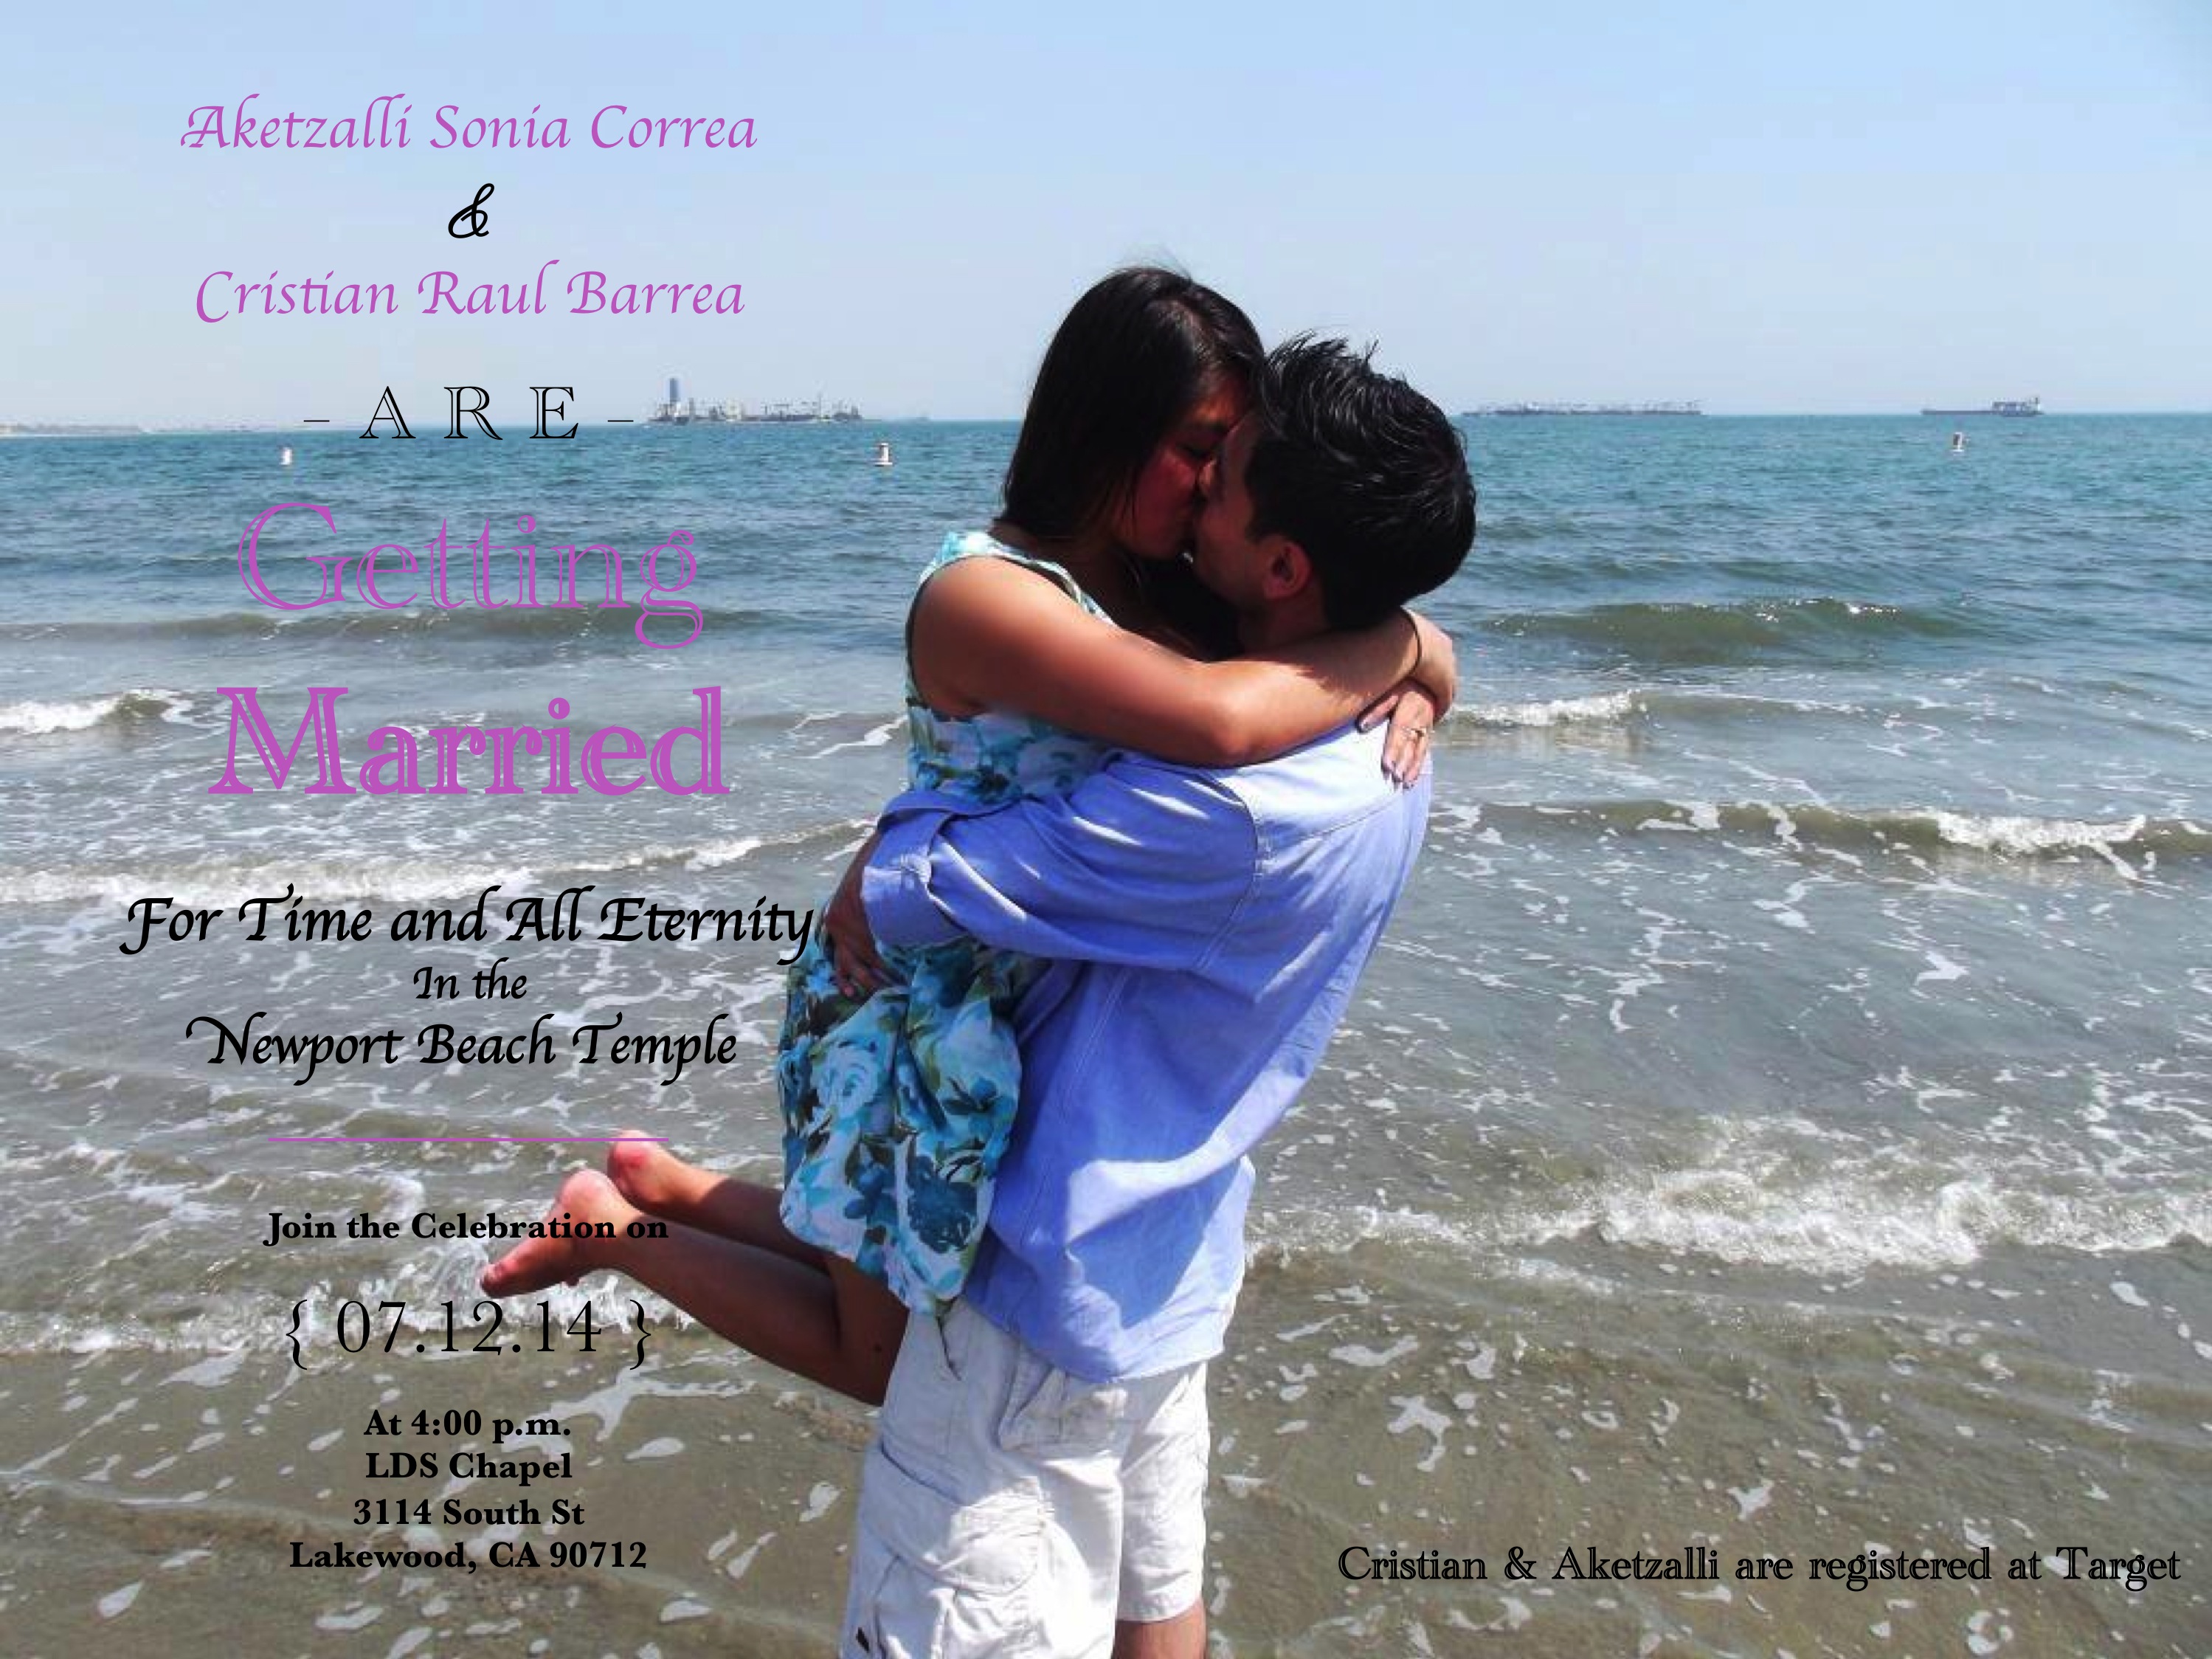 Aketzalli Sonia Correa
&
Cristian Raul Barrea
- A R E -
Getting
Married
For Time and All Eternity
In the
Newport Beach Temple
Join the Celebration on
{ 07.12.14 }
At 4:00 p.m.
LDS Chapel
3114 South St
Lakewood, CA 90712
Cristian & Aketzalli are registered at Target